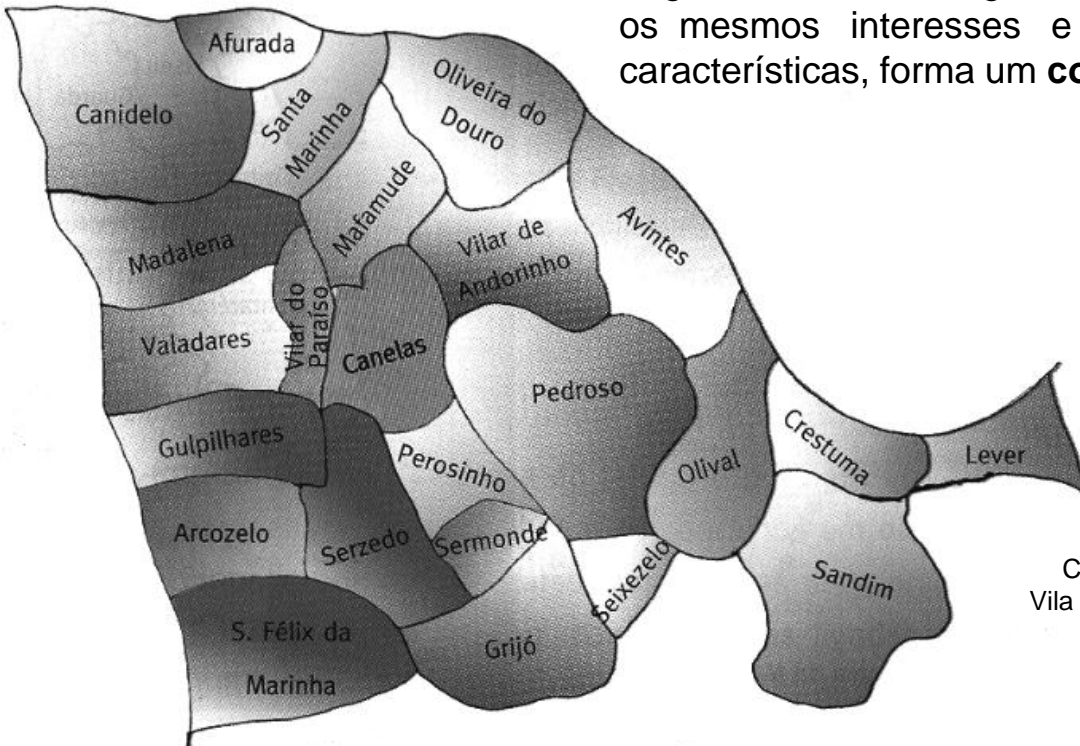 os mesmos interesses e
características, forma um
Afurada
Canidelo
Santa
Marinha
Oliveira do
Douro
Mafamude
Avintes
Madalena
Vilar de
Andorinho
Vilar do
Paraíso
Valadares
Canelas
Pedroso
Gulpilhares
Perosinho
Olival
Crestuma
Lever
Arcozelo
Serzedo
Sermonde
Seixezelo
Sandim
Vila
S. Félix da
Marinha
Grijó